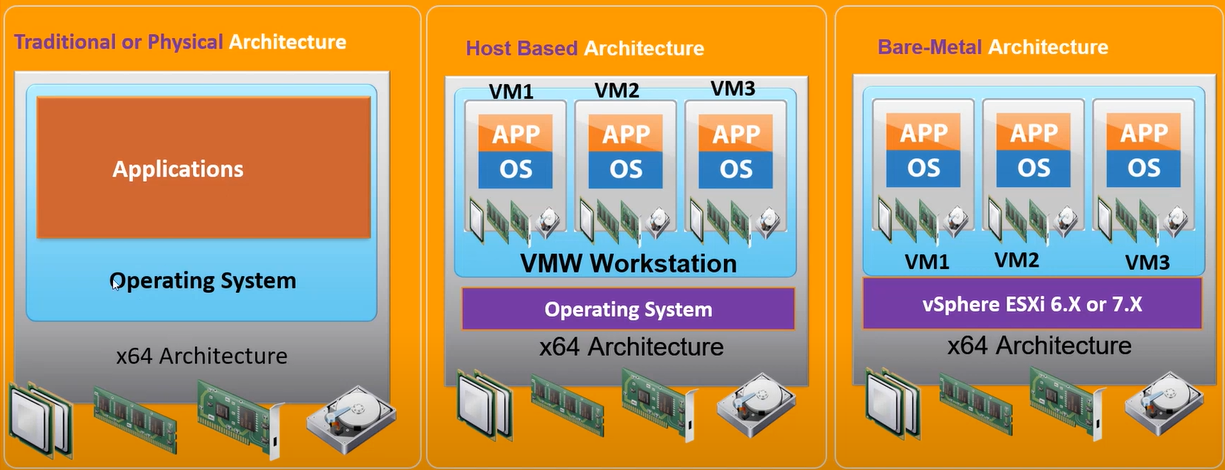 Traditional or Physical Architecture
Applications
Operating System
x64 Architecture
Host Based Architecture
VM1
VM2
VM3
APP
OS
APP
OS
APP
OS
VMW Workstation
Operating System
x64 Architecture
Bare-Metal Architecture
APP
OS
APP
OS
APP
OS
VM1
VM2
VM3
vSphere ESXi 6.X or 7.X
x64 Architecture